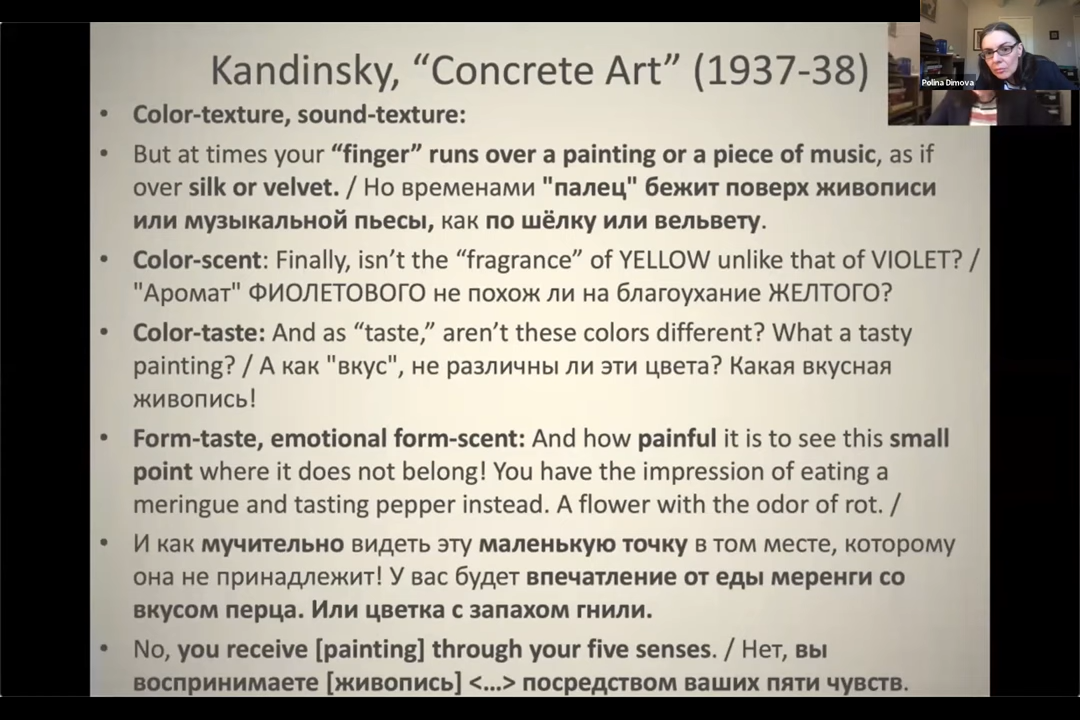 Kandinsky, “Concrete Art” (1937-38)
Polina Dimova
• Color-texture, sound-texture:
• But at times your “finger” runs over a painting or a piece of music, as if
over silk or velvet. / Но временами "палец" бежит поверх живописи
или музыкальной пьесы, как по шёлку или вельвету.
• Color-scent: Finally, isn’t the “fragrance” of YELLOW unlike that of VIOLET? /
"Аромат" ФИОЛЕТОВОГО не похож ли на благоухание ЖЕЛТОГО?
• Color-taste: And as “taste,” aren’t these colors different? What a tasty
painting? / А как "вкус", не различны ли эти цвета? Какая вкусная
живопись!
• Form-taste, emotional form-scent: And how painful it is to see this small
point where it does not belong! You have the impression of eating a
meringue and tasting pepper instead. A flower with the odor of rot. /
• И как мучительно видеть эту маленькую точку в том месте, которому
она не принадлежит! У вас будет впечатление от еды меренги со
вкусом перца. Или цветка с запахом гнили.
• No, you receive [painting] through your five senses. / Нет, вы
воспринимаете [живопись] <…> посредством ваших пяти чувств.